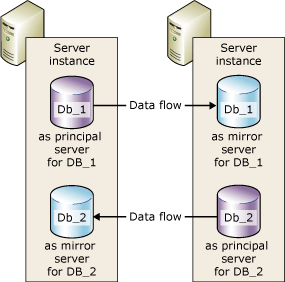 Server
instance
Db_1
as principal
server
for DB_1
Db_2
as mirror
server
for DB_2
Data flow
Data flow
Server
instance
Db_1
as mirror
server
for DB_1
Db_2
as principal
server
for DB_2